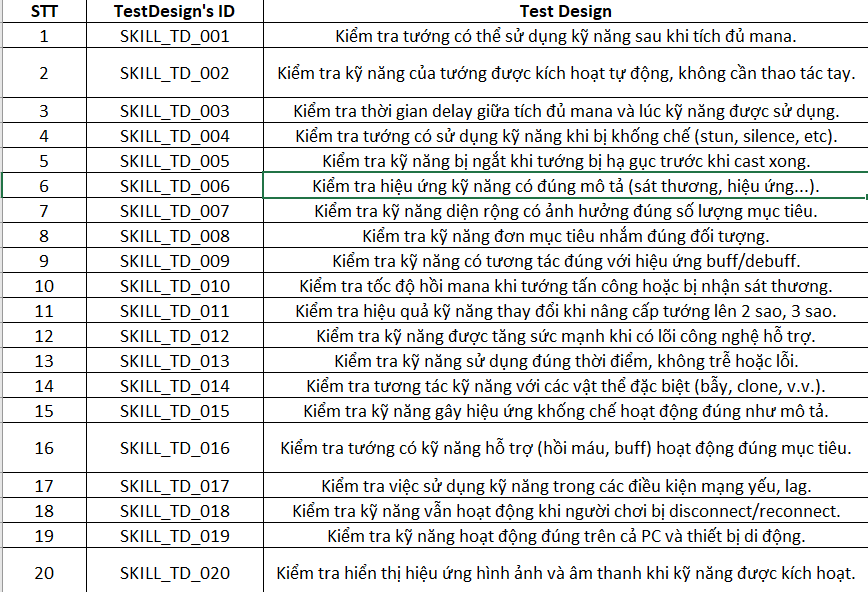 STT TestDesign's ID Test Design
1 SKILL_TD_001 Kiểm tra tướng có thể sử dụng kỹ năng sau khi tích đủ mana.
2 SKILL_TD_002 Kiểm tra kỹ năng của tướng được kích hoạt tự động, không cần thao tác tay.
3 SKILL_TD_003 Kiểm tra thời gian delay giữa tích đủ mana và lúc kỹ năng được sử dụng.
4 SKILL_TD_004 Kiểm tra tướng có sử dụng kỹ năng khi bị khống chế (stun, silence, etc).
5 SKILL_TD_005 Kiểm tra kỹ năng bị ngắt khi tướng bị hạ gục trước khi cast xong.
6 SKILL_TD_006 Kiểm tra hiệu ứng kỹ năng có đúng mô tả (sát thương, hiệu ứng...).
7 SKILL_TD_007 Kiểm tra kỹ năng diện rộng có ảnh hưởng đúng số lượng mục tiêu.
8 SKILL_TD_008 Kiểm tra kỹ năng đơn mục tiêu nhắm đúng đối tượng.
9 SKILL_TD_009 Kiểm tra kỹ năng có tương tác đúng với hiệu ứng buff/debuff.
10 SKILL_TD_010 Kiểm tra tốc độ hồi mana khi tướng tấn công hoặc bị nhận sát thương.
11 SKILL_TD_011 Kiểm tra hiệu quả kỹ năng thay đổi khi nâng cấp tướng lên 2 sao, 3 sao.
12 SKILL_TD_012 Kiểm tra kỹ năng được tăng sức mạnh khi có lõi công nghệ hỗ trợ.
13 SKILL_TD_013 Kiểm tra kỹ năng sử dụng đúng thời điểm, không trễ hoặc lỗi.
14 SKILL_TD_014 Kiểm tra tương tác kỹ năng với các vật thể đặc biệt (bẫy, clone, v.v.).
15 SKILL_TD_015 Kiểm tra kỹ năng gây hiệu ứng khống chế hoạt động đúng như mô tả.
16 SKILL_TD_016 Kiểm tra tướng có kỹ năng hỗ trợ (hồi máu, buff) hoạt động đúng mục tiêu.
17 SKILL_TD_017 Kiểm tra việc sử dụng kỹ năng trong các điều kiện mạng yếu, lag.
18 SKILL_TD_018 Kiểm tra kỹ năng vẫn hoạt động khi người chơi bị disconnect/reconnect.
19 SKILL_TD_019 Kiểm tra kỹ năng hoạt động đúng trên cả PC và thiết bị di động.
20 SKILL_TD_020 Kiểm tra hiển thị hiệu ứng hình ảnh và âm thanh khi kỹ năng được kích hoạt.